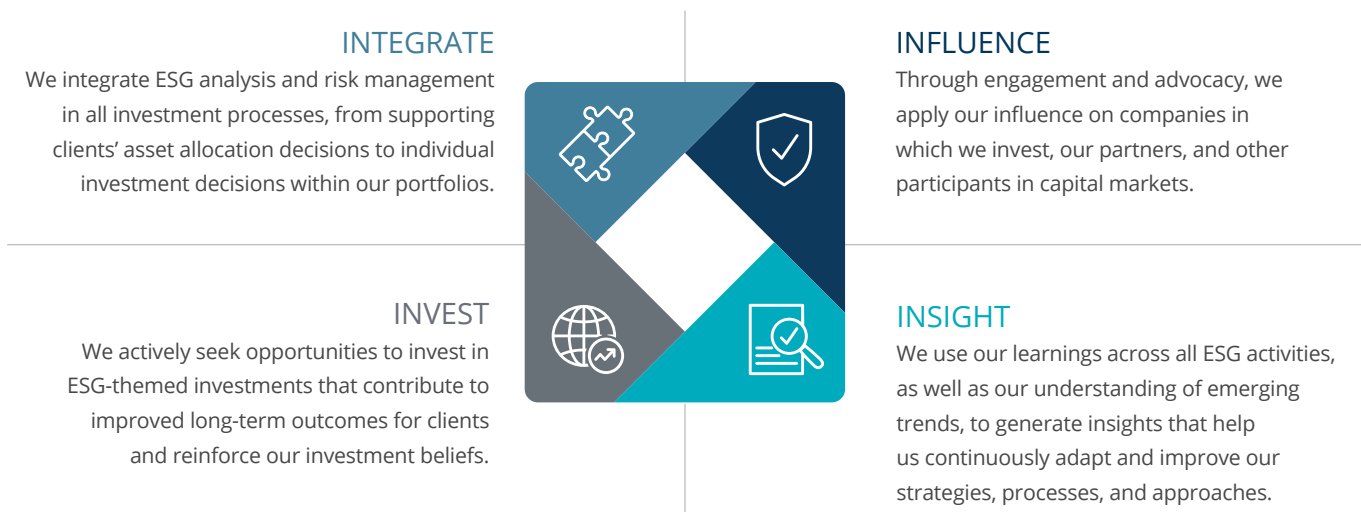 INTEGRATE
We integrate ESG analysis and risk management
in all investment processes, from supporting
clients’ asset allocation decisions to individual
investment decisions within our portfolios.
INFLUENCE
Through engagement and advocacy, we
apply our influence on companies in
which we invest, our partners, and other
participants in capital markets.
INVEST
We actively seek opportunities to invest in
ESG-themed investments that contribute to
improved long-term outcomes for clients
and reinforce our investment beliefs.
INSIGHT
We use our learnings across all ESG activities,
as well as our understanding of emerging
trends, to generate insights that help
us continuously adapt and improve our
strategies, processes, and approaches.